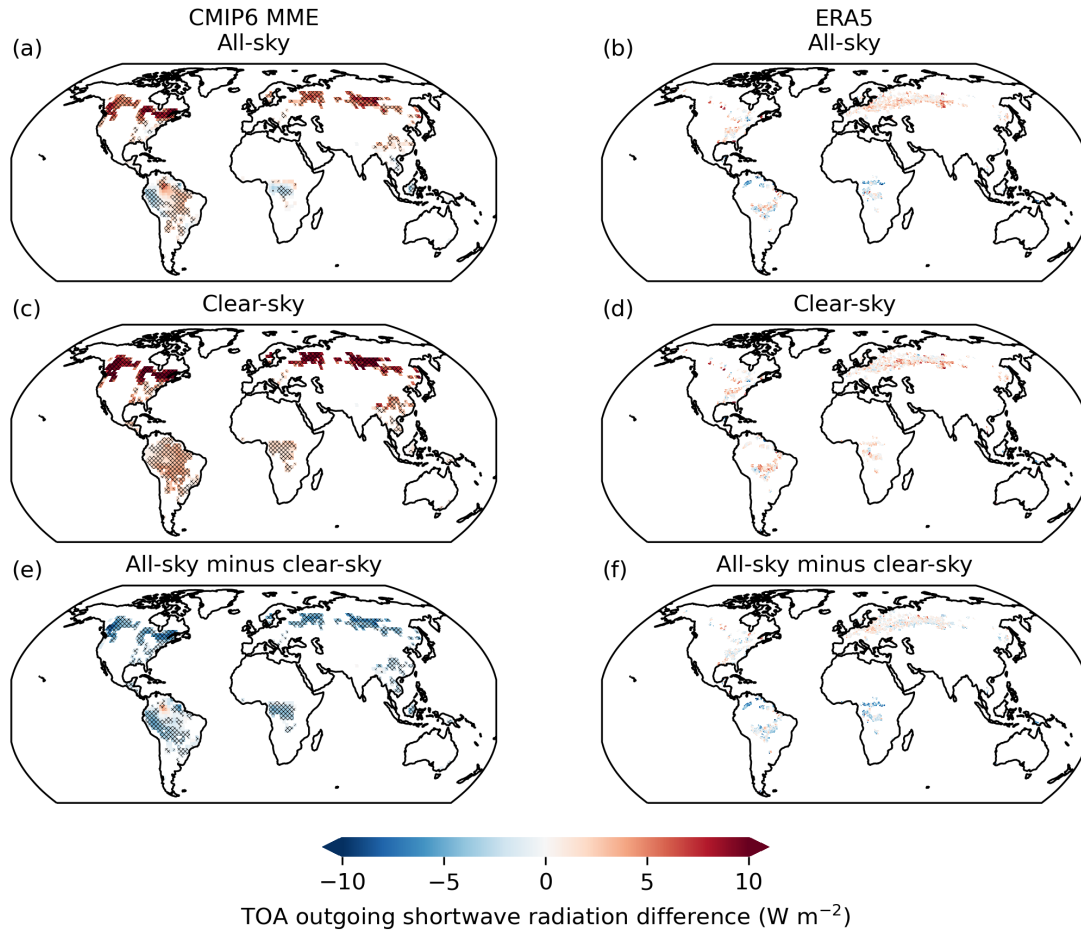 CMIP6 MME
All-sky
(a)
ERA5
All-sky
(b)
Clear-sky
(c)
Clear-sky
(d)
All-sky minus clear-sky
(e)
All-sky minus clear-sky
(f)
−10 −5 0 5 10
TOA outgoing shortwave radiation difference (W m⁻²)